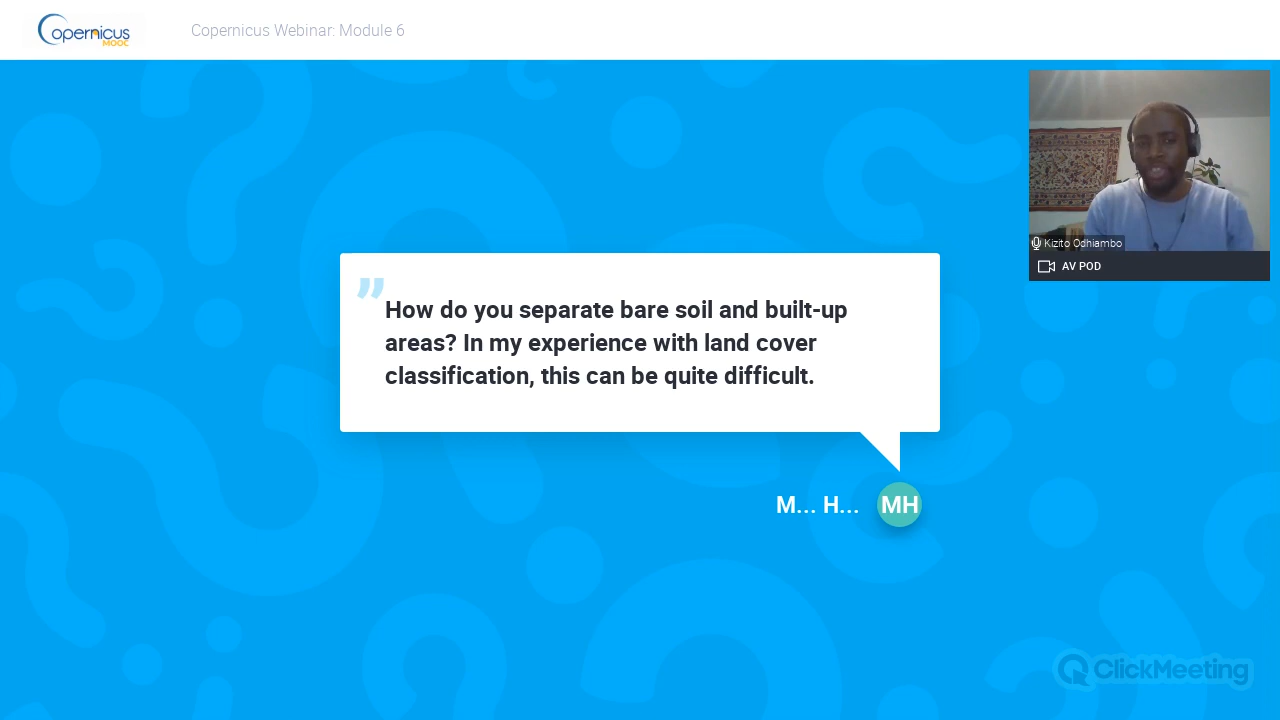 Copernicus
MOOC
Copernicus Webinar: Module 6
Kizito Odhiambo
AV POD
How do you separate bare soil and built-up
areas? In my experience with land cover
classification, this can be quite difficult.
M... H...
MH
ClickMeeting